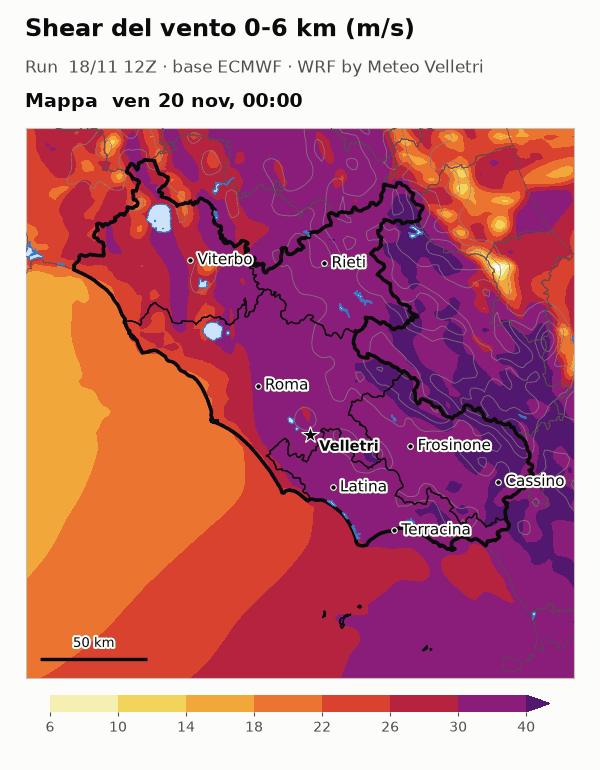 Shear del vento 0-6 km (m/s)
Run  18/11 12Z · base ECMWF · WRF by Meteo Velletri
Mappa  ven 20 nov, 00:00
Viterbo
Rieti
Roma
Velletri
Frosinone
Cassino
Latina
Terracina
50 km
6 10 14 18 22 26 30 40